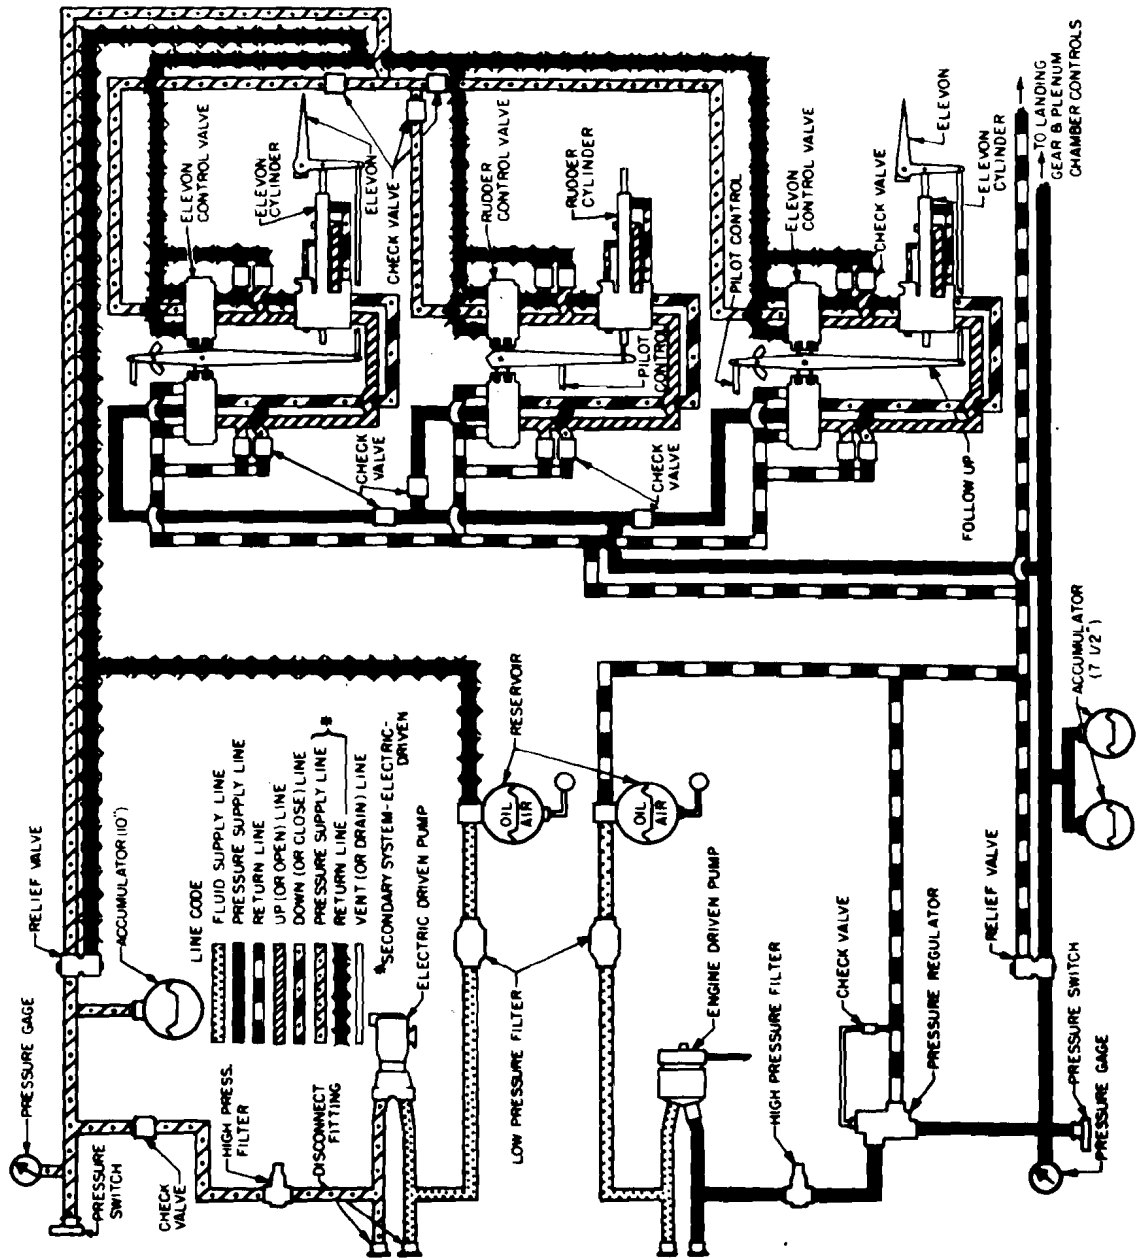 PRESSURE GAGE
PRESSURE
SWITCH
CHECK
VALVE
HIGH PRESS.
FILTER
DISCONNECT
FITTING
RELIEF VALVE
ACCUMULATOR (10")
LINE CODE
FLUID SUPPLY LINE
PRESSURE SUPPLY LINE
RETURN LINE
UP (OR OPEN) LINE
DOWN (OR CLOSE) LINE
PRESSURE SUPPLY LINE } *
RETURN LINE
VENT (OR DRAIN) LINE
*SECONDARY SYSTEM-ELECTRIC-
DRIVEN
ELECTRIC DRIVEN PUMP
LOW PRESSURE FILTER
RESERVOIR
OIL
AIR
OIL
AIR
ENGINE DRIVEN PUMP
HIGH PRESSURE FILTER
CHECK VALVE
PRESSURE REGULATOR
RELIEF VALVE
PRESSURE SWITCH
PRESSURE GAGE
ACCUMULATOR
(7 1/2")
ELEVON
CONTROL VALVE
ELEVON
CYLINDER
ELEVON
CHECK VALVE
CHECK
VALVE
RUDDER
CONTROL VALVE
RUDDER
CYLINDER
PILOT
CONTROL
CHECK
VALVE
PILOT CONTROL
ELEVON
CONTROL VALVE
CHECK VALVE
ELEVON
ELEVON
CYLINDER
FOLLOW UP
TO LANDING
GEAR & PLENUM
CHAMBER CONTROLS